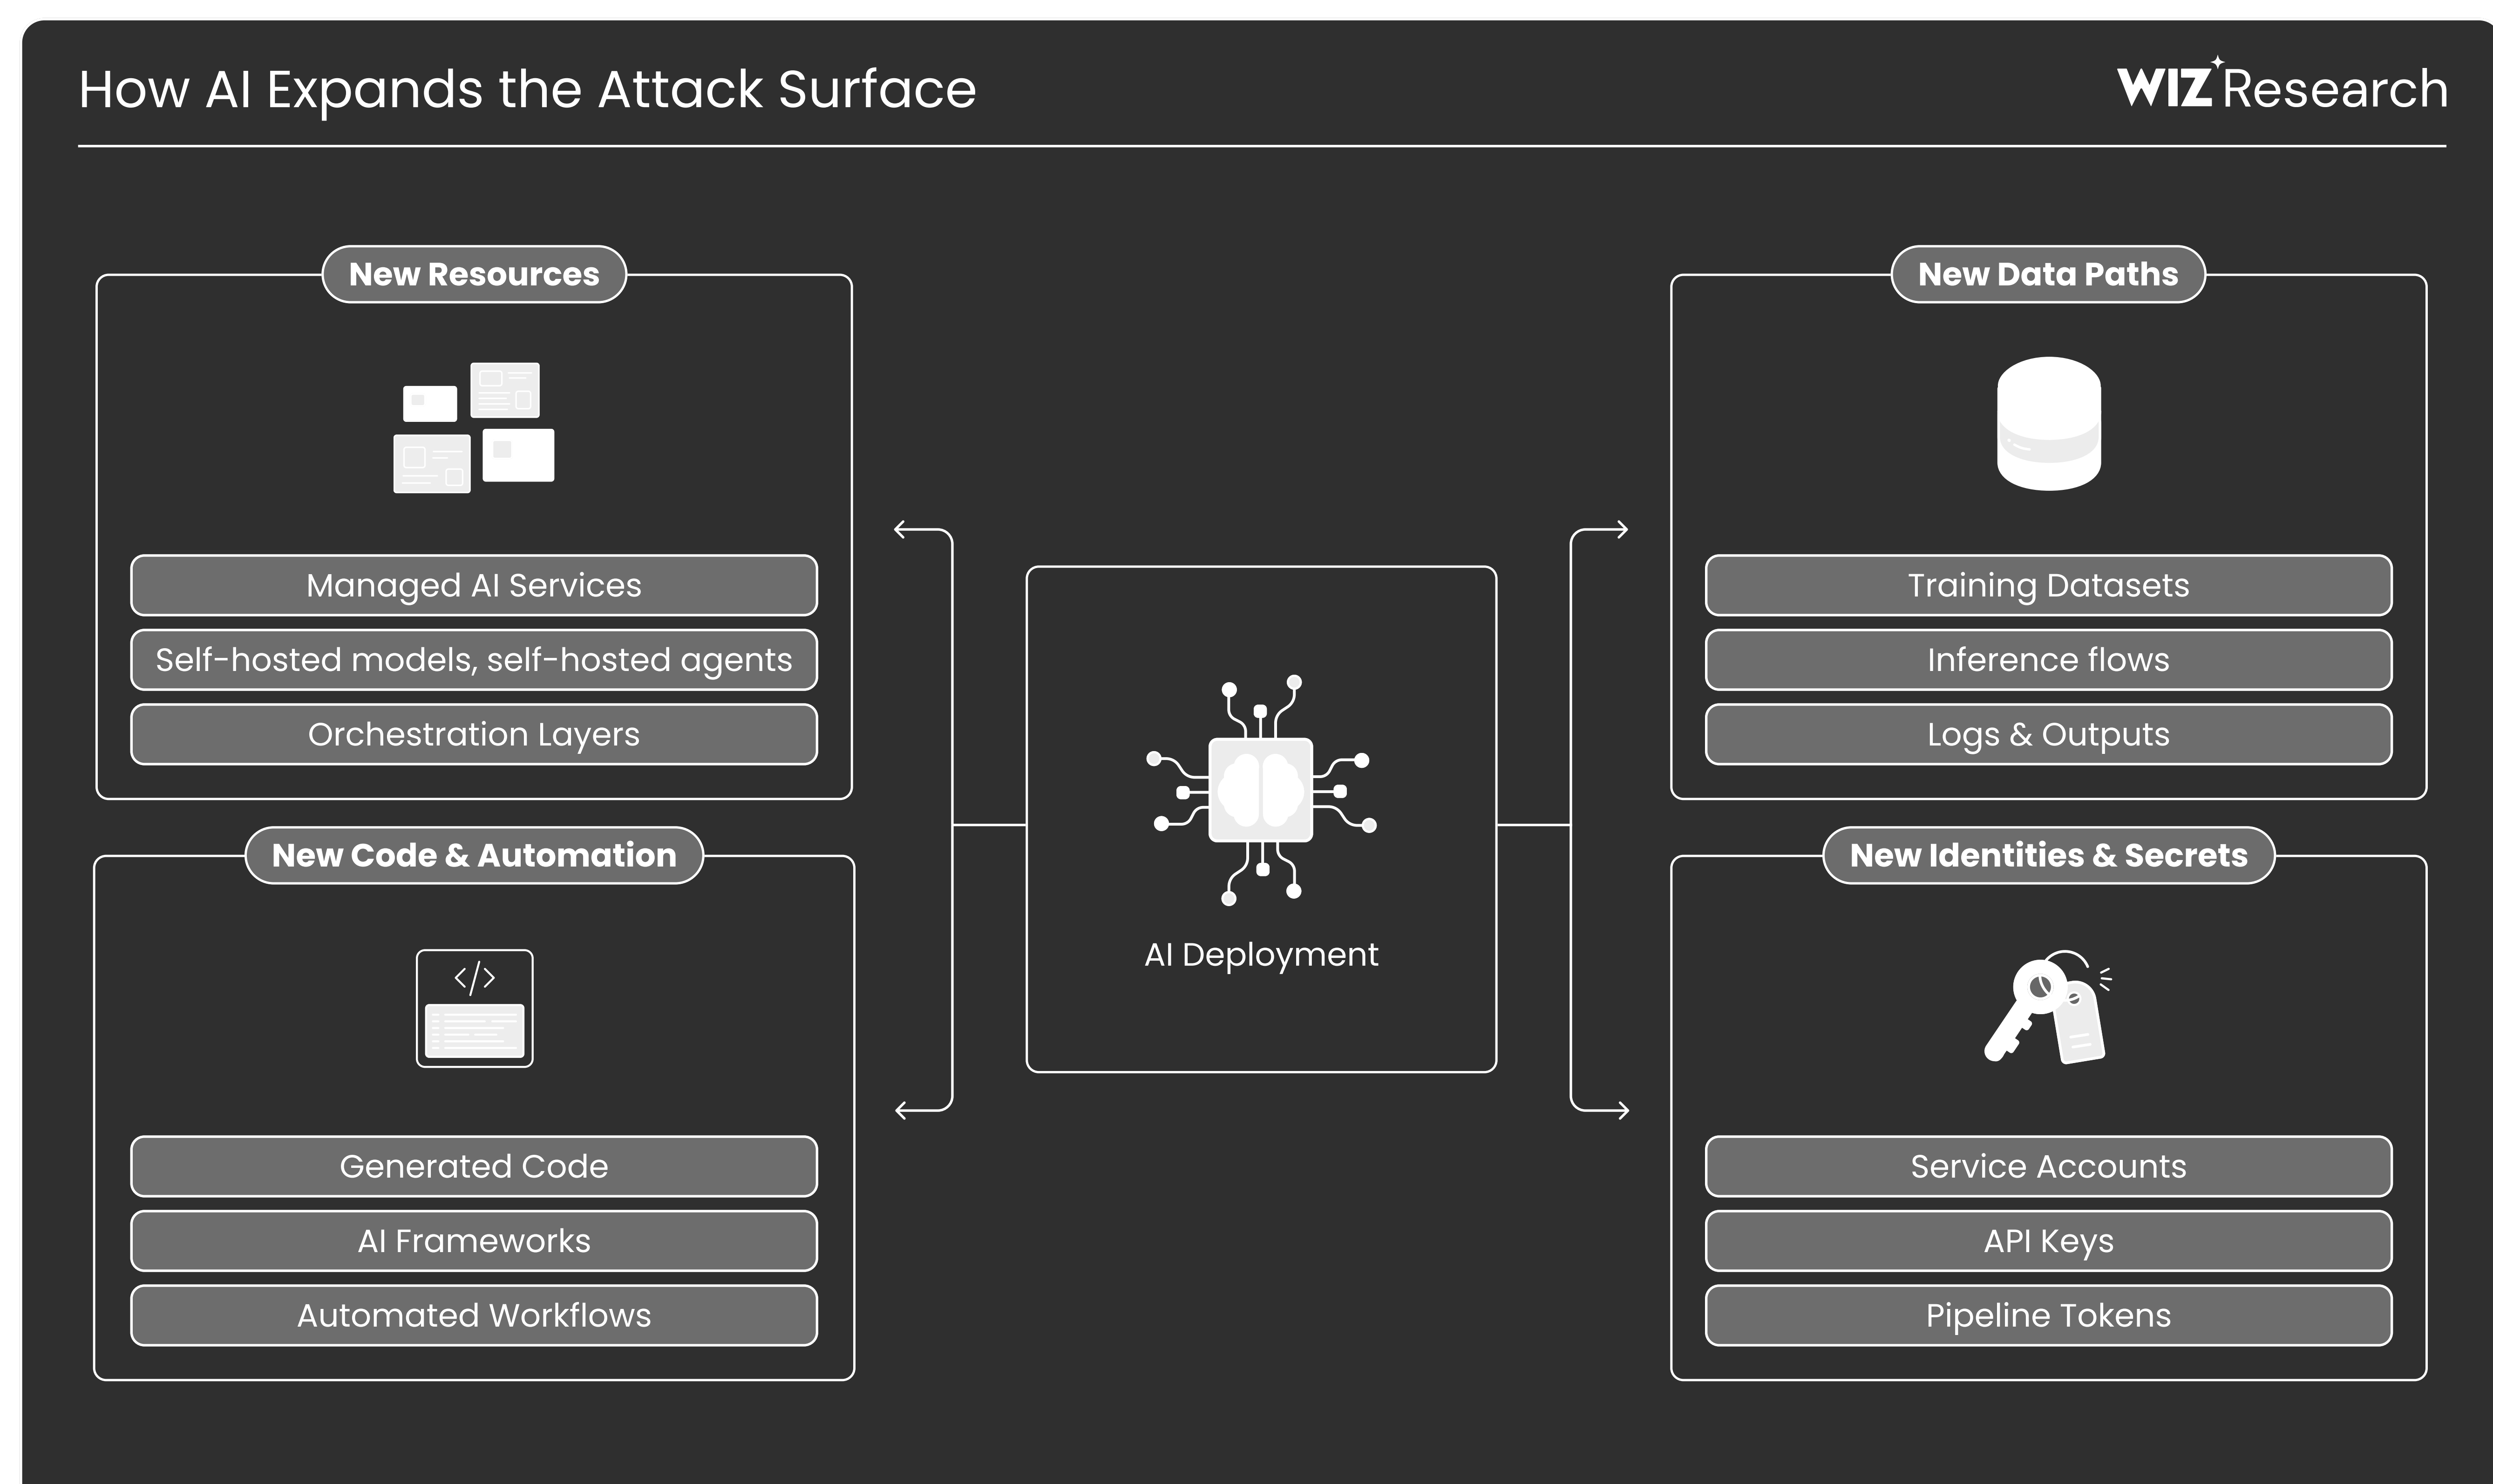 How AI Expands the Attack Surface
WIZ Research
New Resources
Managed AI Services
Self-hosted models, self-hosted agents
Orchestration Layers
New Code & Automation
</>
Generated Code
AI Frameworks
Automated Workflows
AI Deployment
New Data Paths
Training Datasets
Inference flows
Logs & Outputs
New Identities & Secrets
Service Accounts
API Keys
Pipeline Tokens